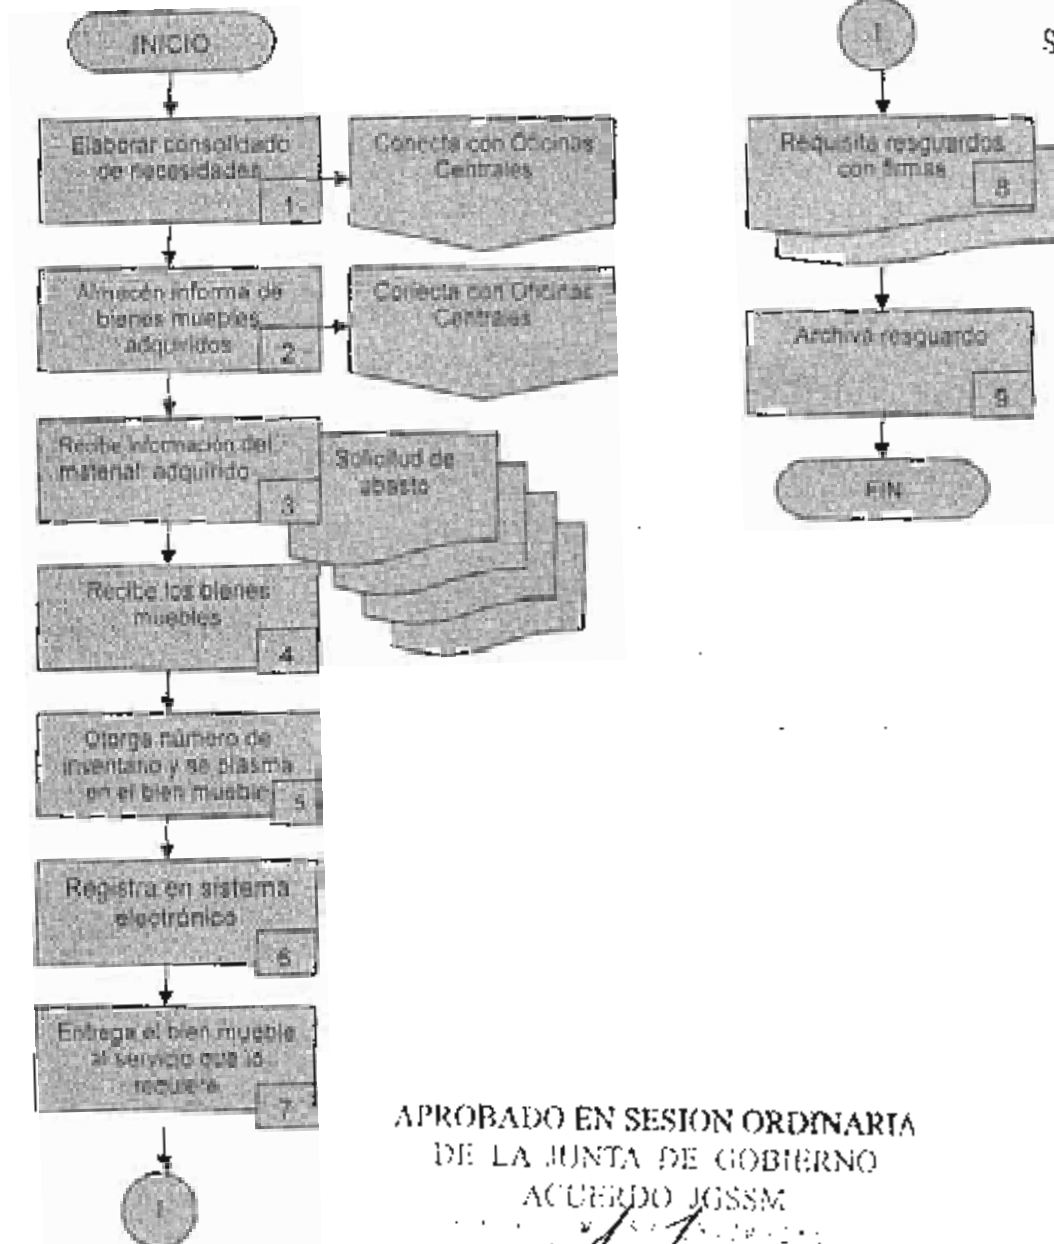 INICIO
Elaborar consolidado
de necesidades
1
Conecta con Oficinas
Centrales
Almacén informa de
bienes muebles
adquiridos
2
Conecta con Oficinas
Centrales
Recibe información del
material adquirido
3
Solicitud de
abasto
Recibe los bienes
muebles
4
Otorga número de
inventario y se plasma
en el bien mueble
5
Registra en sistema
electrónico
6
Entrega el bien mueble
al servicio que lo
requiere
7
1
1
Requisita resguardos
con firmas
8
Archiva resguardo
9
FIN
S
APROBADO EN SESION ORDINARIA
DE LA JUNTA DE GOBIERNO
ACUERDO JGSSM